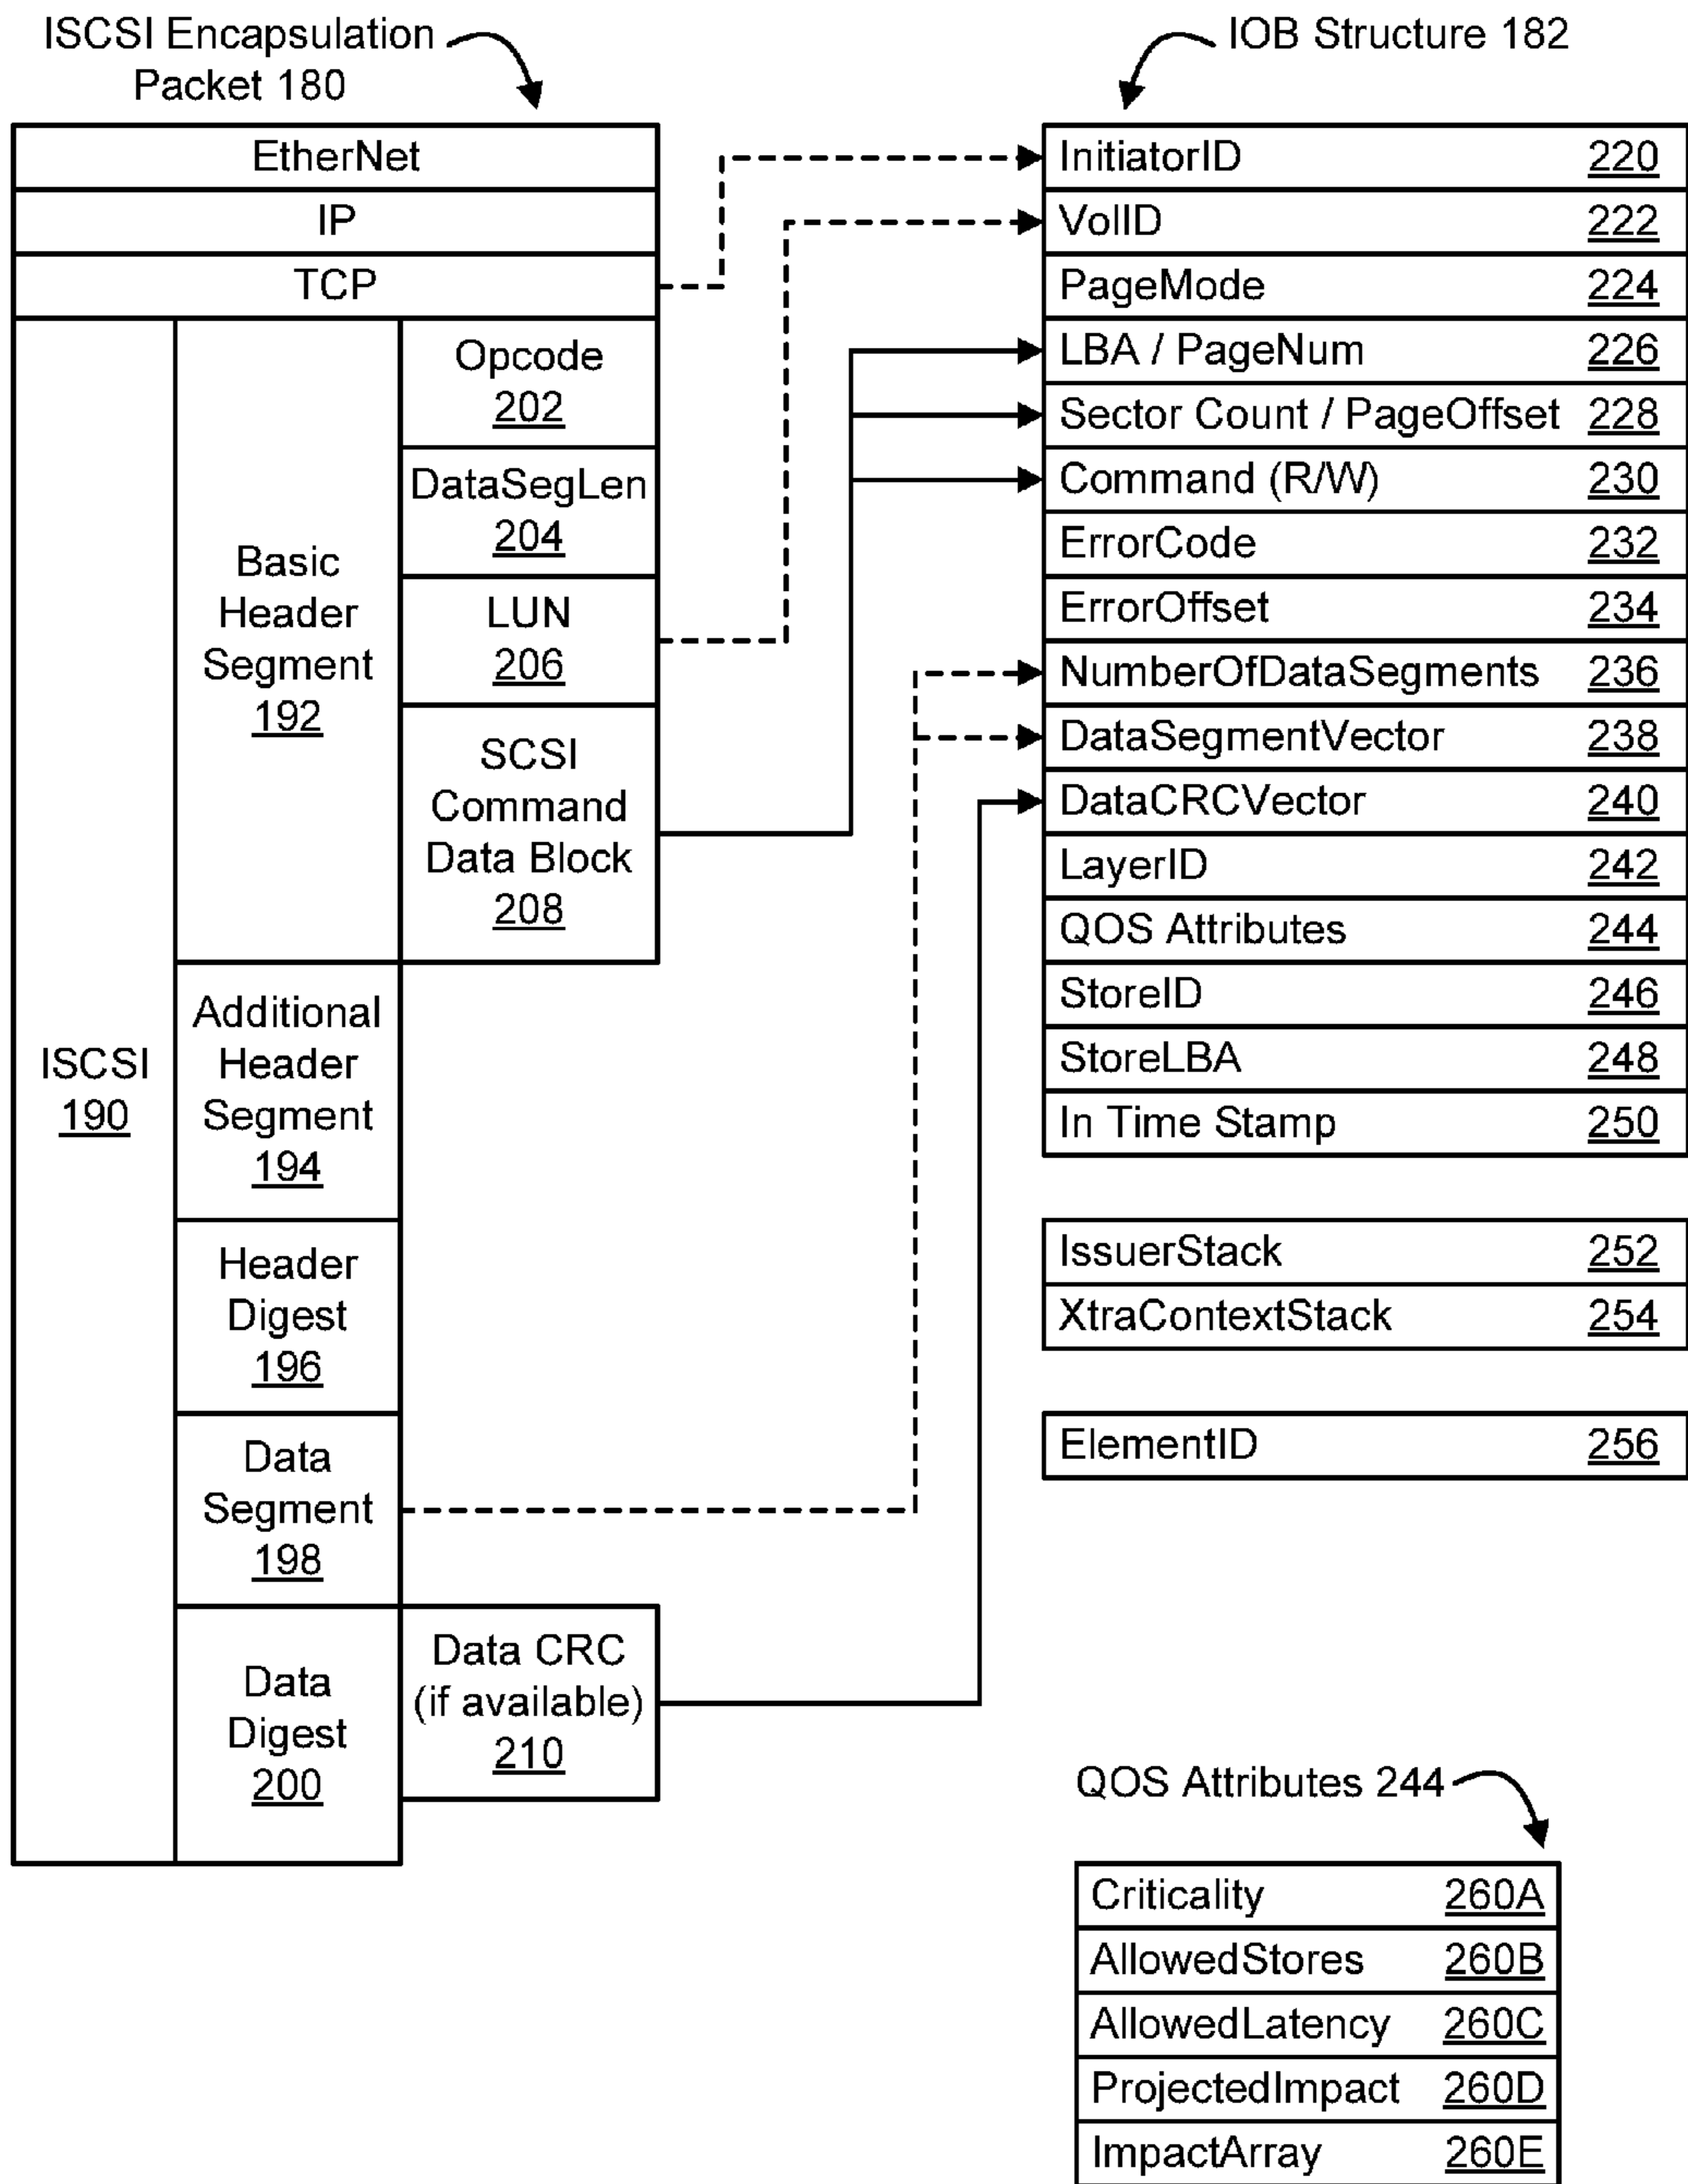 ISCSI Encapsulation
Packet 180
EtherNet
IP
TCP
ISCSI
190
Basic
Header
Segment
192
Opcode
202
DataSegLen
204
LUN
206
SCSI
Command
Data Block
208
Additional
Header
Segment
194
Header
Digest
196
Data
Segment
198
Data
Digest
200
Data CRC
(if available)
210
IOB Structure 182
InitiatorID 220
VolID 222
PageMode 224
LBA / PageNum 226
Sector Count / PageOffset 228
Command (R/W) 230
ErrorCode 232
ErrorOffset 234
NumberOfDataSegments 236
DataSegmentVector 238
DataCRCVector 240
LayerID 242
QOS Attributes 244
StoreID 246
StoreLBA 248
In Time Stamp 250
IssuerStack 252
XtraContextStack 254
ElementID 256
QOS Attributes 244
Criticality 260A
AllowedStores 260B
AllowedLatency 260C
ProjectedImpact 260D
ImpactArray 260E